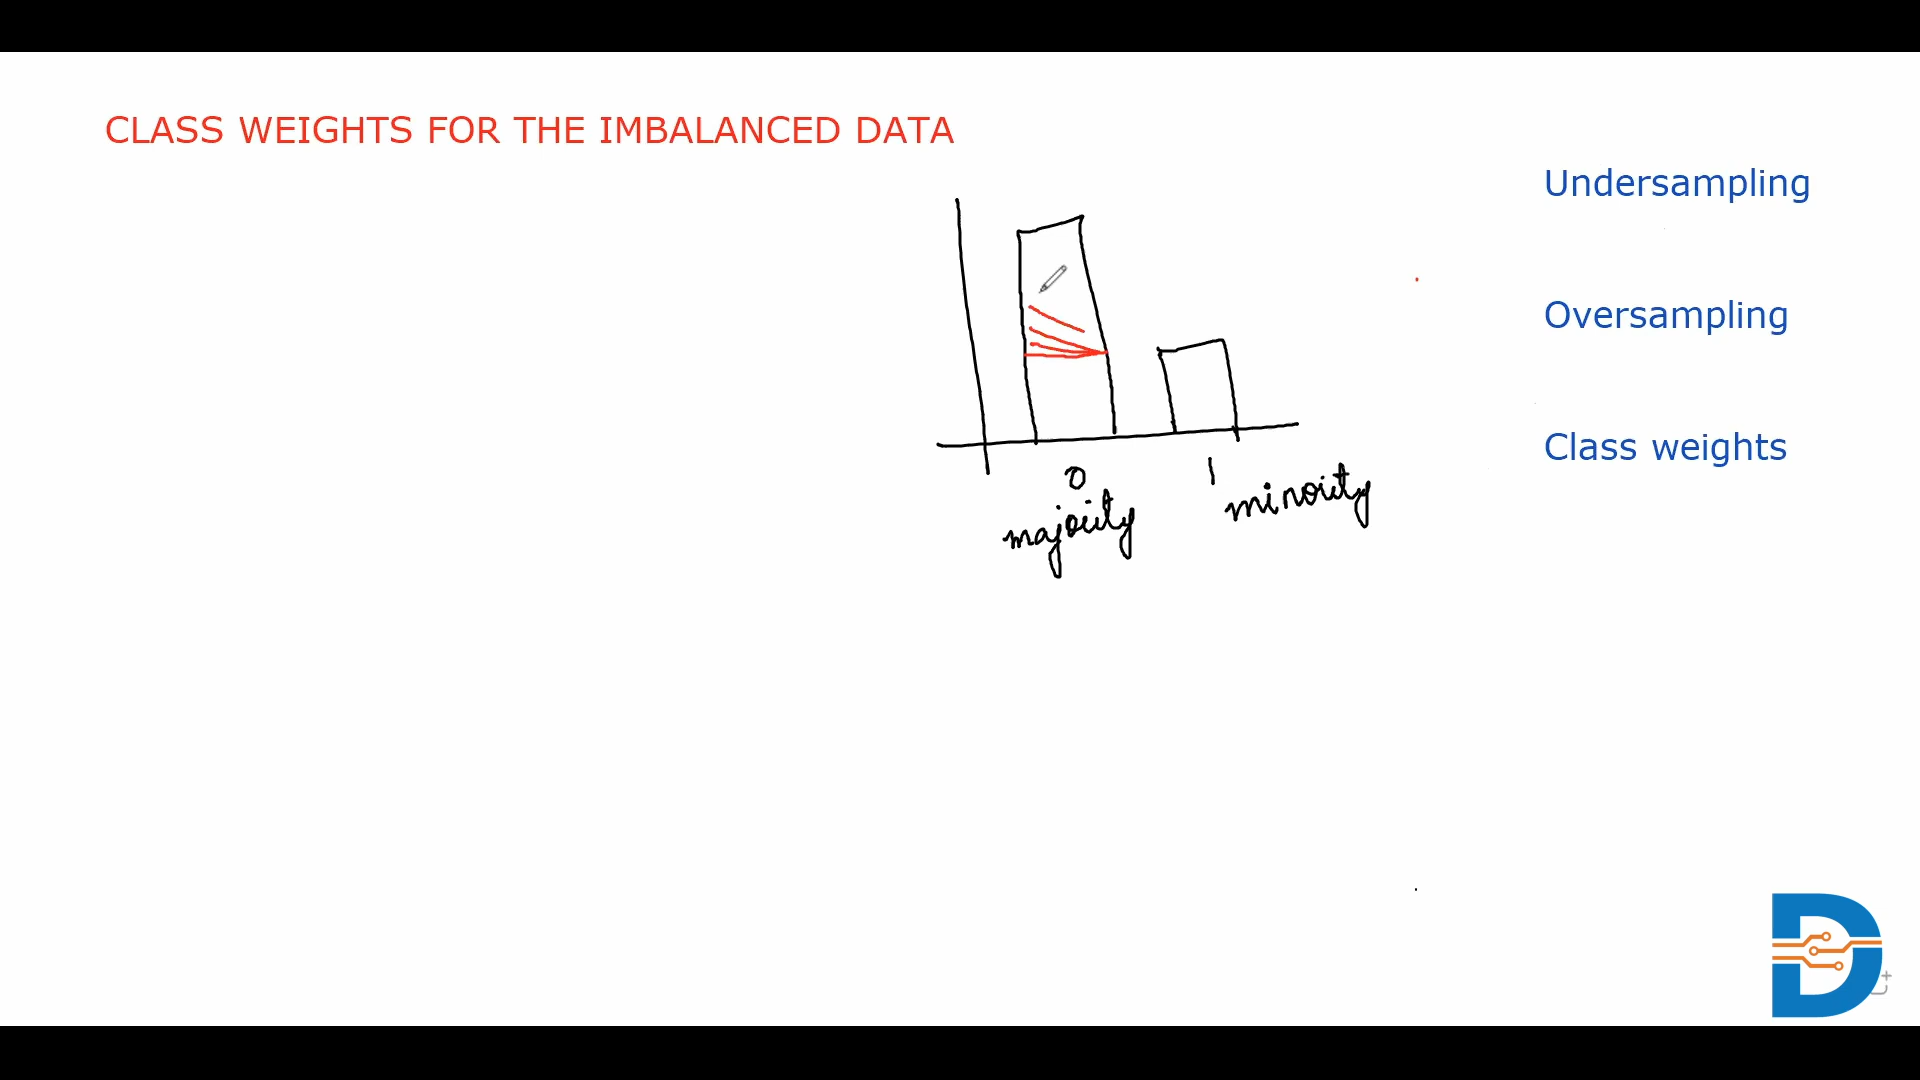 CLASS WEIGHTS FOR THE IMBALANCED DATA
Undersampling
Oversampling
Class weights
0 1
majority minority